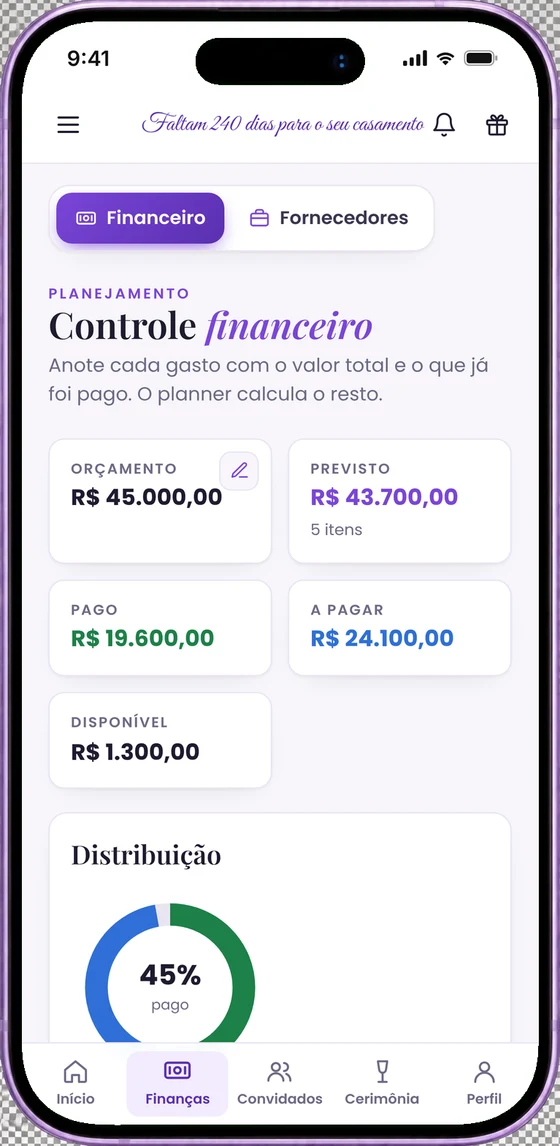 9:41
Faltam 240 dias para o seu casamento
Financeiro
Fornecedores
PLANEJAMENTO
Controle financeiro
Anote cada gasto com o valor total e o que já
foi pago. O planner calcula o resto.
ORÇAMENTO
R$ 45.000,00
PREVISTO
R$ 43.700,00
5 itens
PAGO
R$ 19.600,00
A PAGAR
R$ 24.100,00
DISPONÍVEL
R$ 1.300,00
Distribuição
45%
pago
Início
Finanças
Convidados
Cerimônia
Perfil